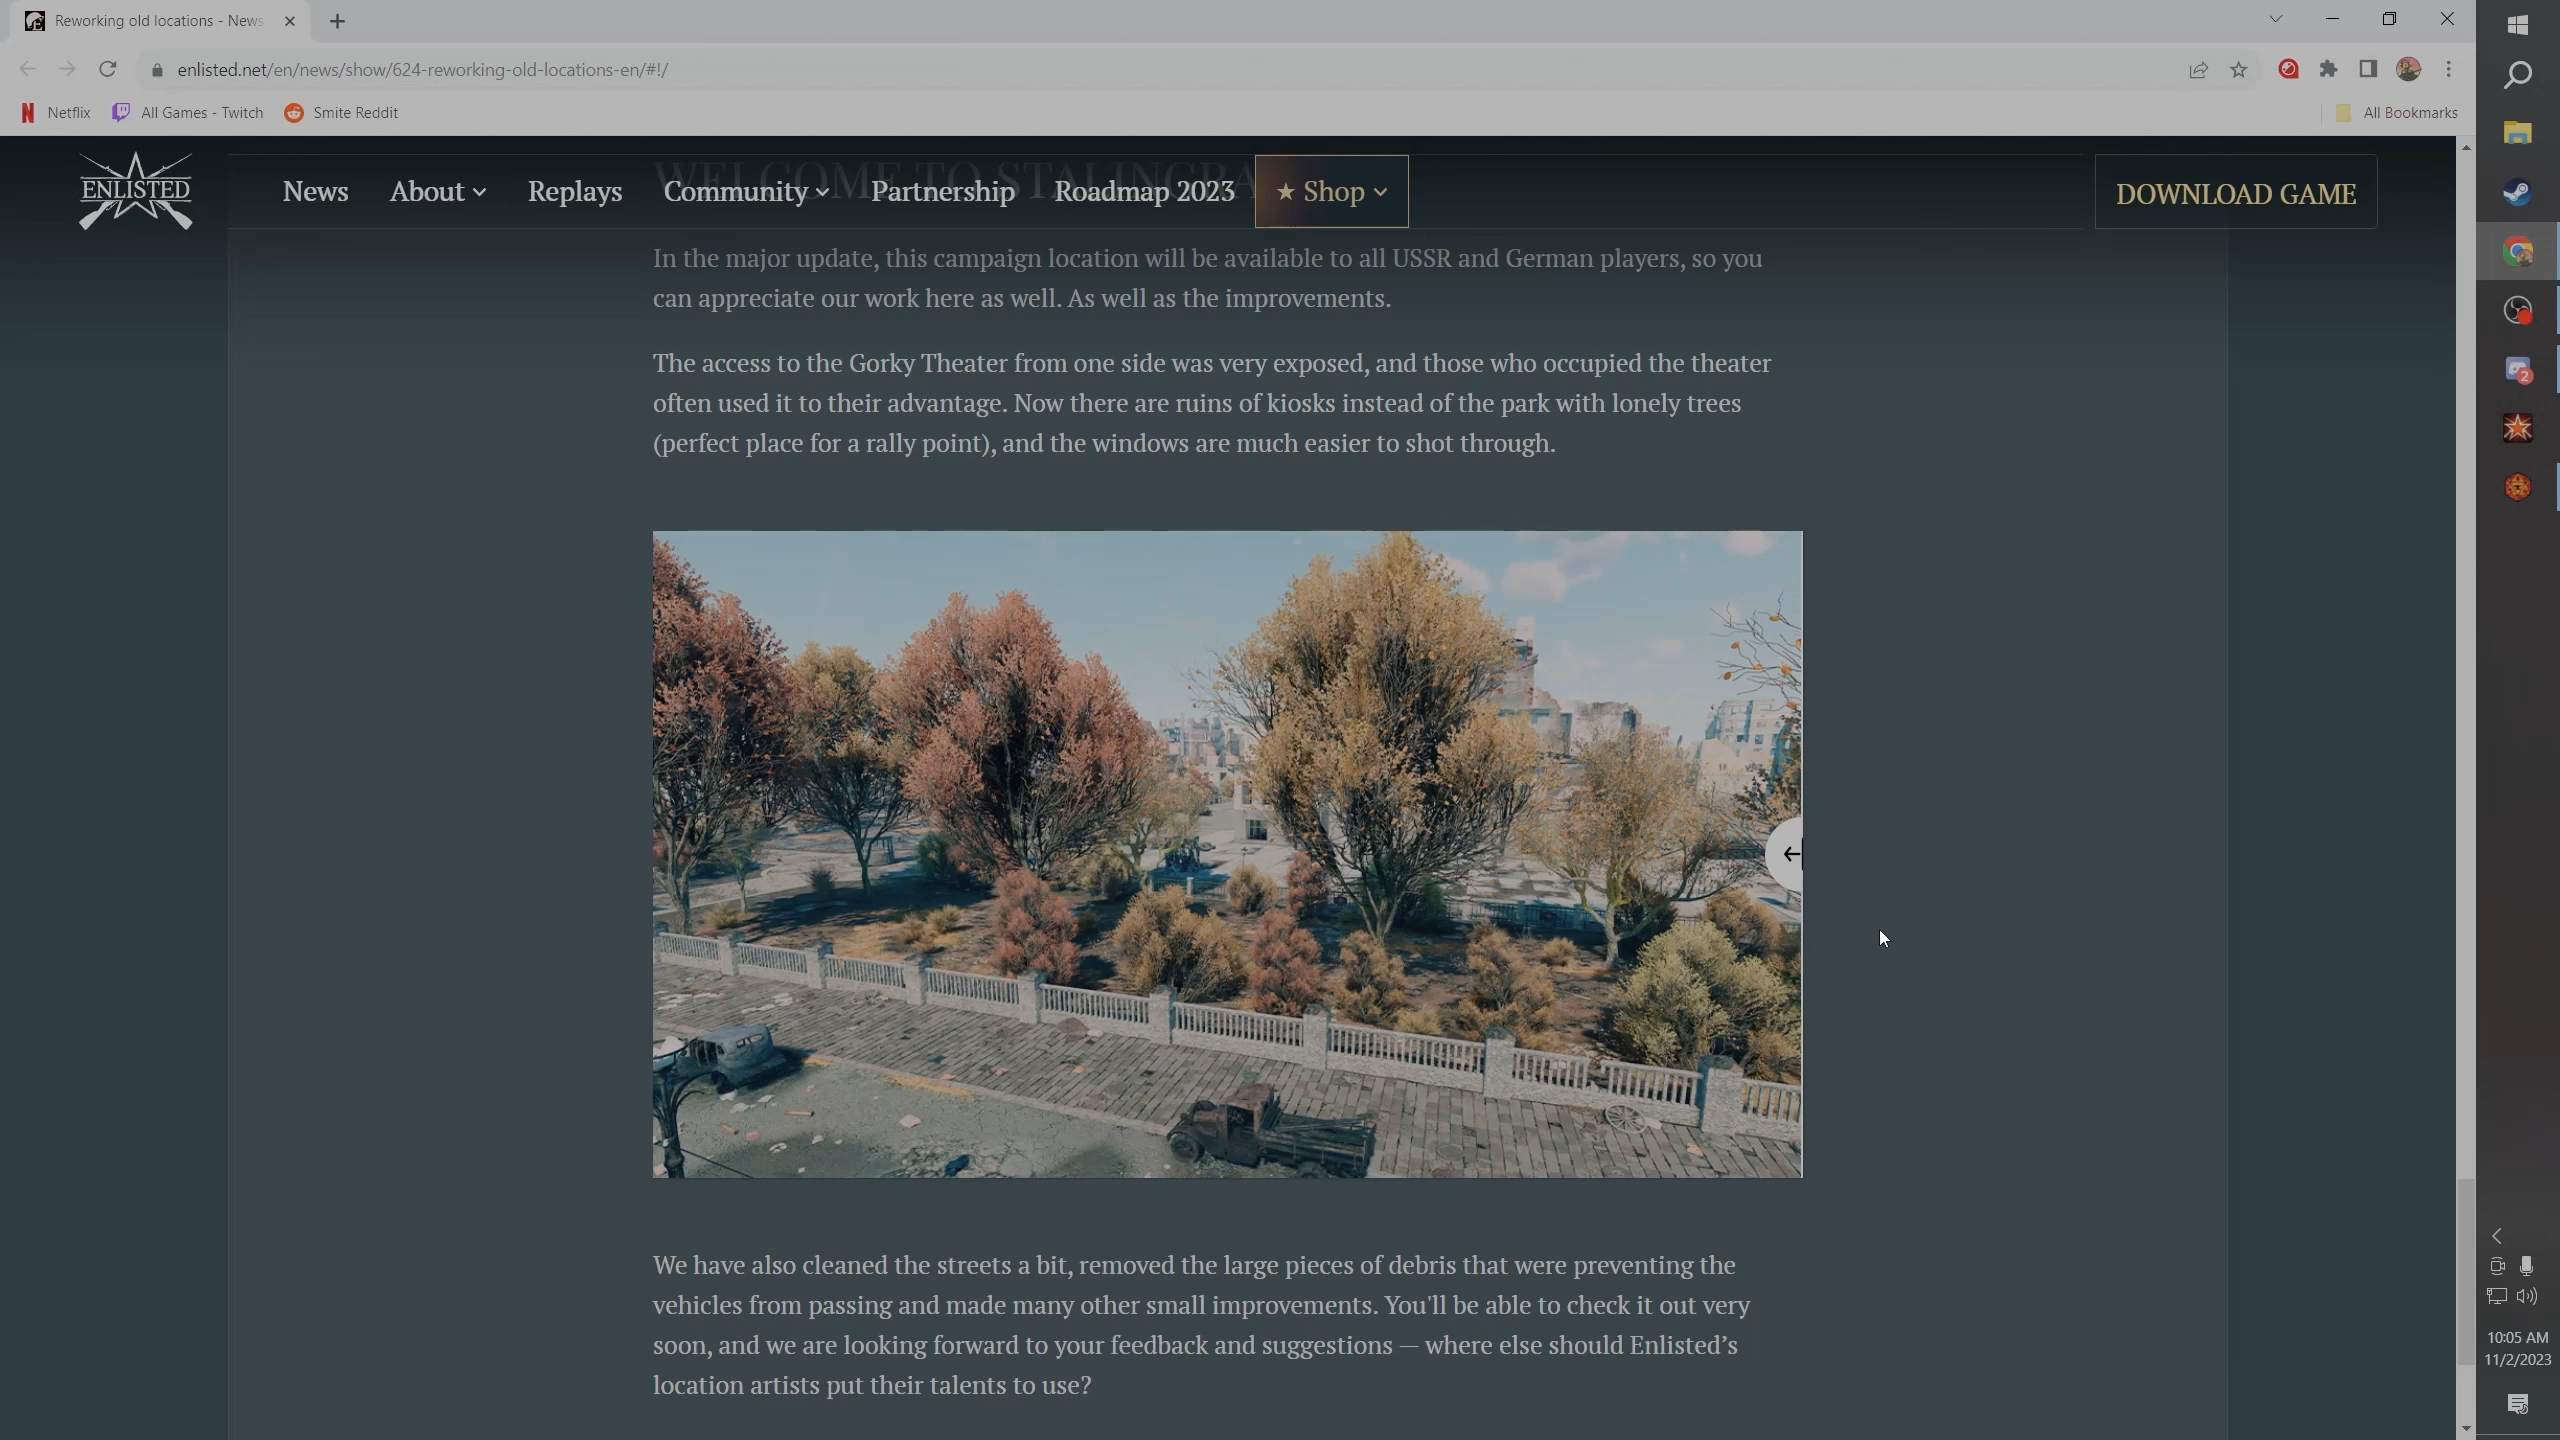 Reworking old locations - News
enlisted.net/en/news/show/624-reworking-old-locations-en/#!/
Netflix
All Games - Twitch
Smite Reddit
All Bookmarks
ENLISTED
News
About
Replays
Community
Partnership
Roadmap 2023
★ Shop
DOWNLOAD GAME
WELCOME TO STALINGRA
In the major update, this campaign location will be available to all USSR and German players, so you
can appreciate our work here as well. As well as the improvements.
The access to the Gorky Theater from one side was very exposed, and those who occupied the theater
often used it to their advantage. Now there are ruins of kiosks instead of the park with lonely trees
(perfect place for a rally point), and the windows are much easier to shot through.
We have also cleaned the streets a bit, removed the large pieces of debris that were preventing the
vehicles from passing and made many other small improvements. You'll be able to check it out very
soon, and we are looking forward to your feedback and suggestions — where else should Enlisted’s
location artists put their talents to use?
2
10:05 AM
11/2/2023